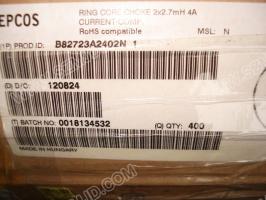 EPCOS
RING CORE CHOKE 2x2.7mH 4A
CURRENT-COMP.
RoHS compatible
MSL: N
(1P) PROD ID: B82723A2402N 1
(D) D/C:
120824
(T) BATCH NO: 0018134532
(Q) QTY: 400
MADE IN HUNGARY